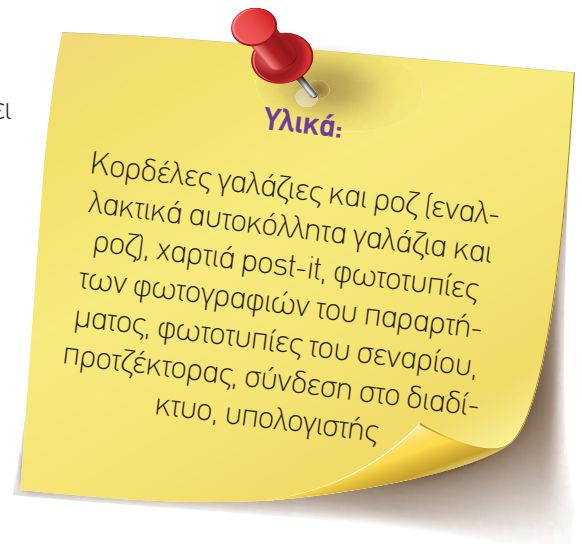 ει
Υλικά:
Κορδέλες γαλάζιες και ροζ (εναλ-
λακτικά αυτοκόλλητα γαλάζια και
ροζ), χαρτιά post-it, φωτοτυπίες
των φωτογραφιών του παραρτή-
ματος, φωτοτυπίες του σεναρίου,
προτζέκτορας, σύνδεση στο διαδί-
κτυο, υπολογιστής